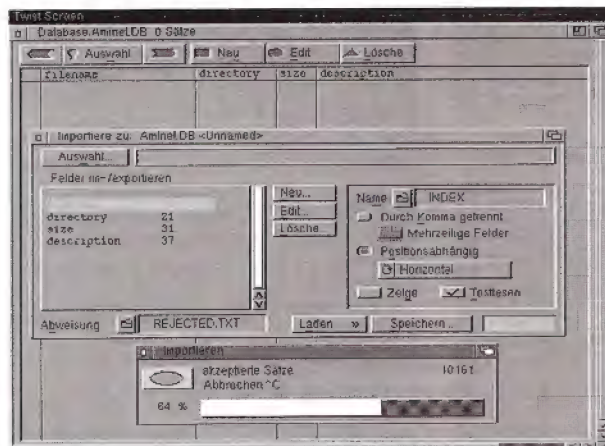 Twist Screen
Database.Aminet.DB 0 Sätze
Auswahl Neu Edit Lösche
filename directory size description
Importiere zu: Aminet.DB <Unnamed>
Auswahl...
Felder im-/exportieren
directory 21
size 31
description 37
Neu...
Edit...
Lösche...
Name INDEX
Durch Komma getrennt
Mehrzeilige Felder
Positionsabhängig
Horizontal
Zeige Testlesen
Abweisung REJECTED.TXT Laden » Speichern...
Importieren
akzeptierte Sätze 10161
Abbrechen ^C
64 %